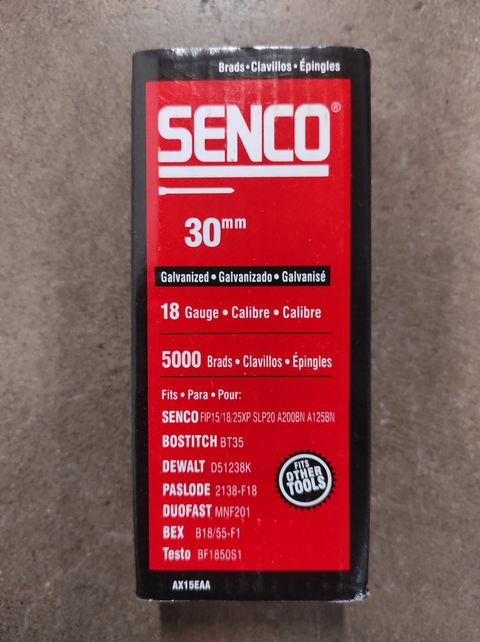 Brads • Clavillos • Épingles
SENCO®
30mm
Galvanized • Galvanizado • Galvanisé
18 Gauge • Calibre • Calibre
5000 Brads • Clavillos • Épingles
Fits • Para • Pour:
SENCO FIP15/18/25XP SLP20 A200BN A125BN
BOSTITCH BT35
DEWALT D51238K
PASLODE 2138-F18
DUOFAST MNF201
BEX B18/55-F1
Testo BF1850S1
FITS
OTHER
TOOLS
AX15EAA